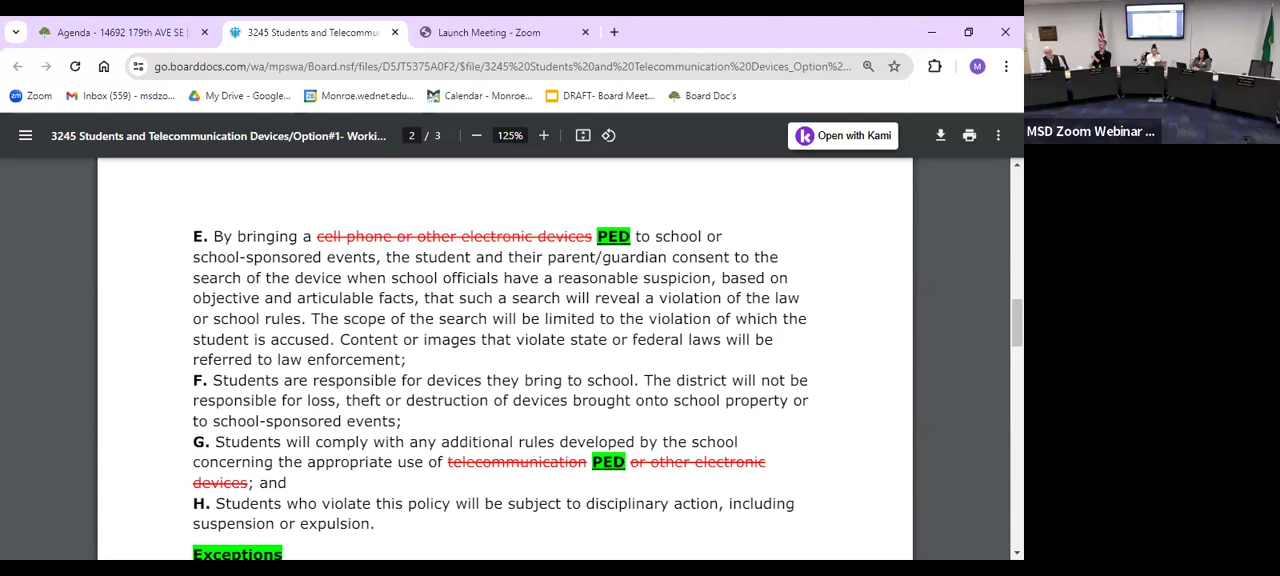 Agenda - 14692 179th AVE SE |
3245 Students and Telecommu
Launch Meeting - Zoom
go.boarddocs.com/wa/mpswa/Board.nsf/files/D5JT5375A0F1/$file/3245%20Students%20and%20Telecommunication%20Devices_Option%2...
M
Zoom
Inbox (559) - msdzo...
My Drive - Google...
Monroe.wednet.edu...
Calendar - Monroe...
DRAFT- Board Meet...
Board Doc's
3245 Students and Telecommunication Devices/Option#1- Worki...
2 / 3
125%
Open with Kami
MSD Zoom Webinar ...
E. By bringing a cell phone or other electronic devices PED to school or
school-sponsored events, the student and their parent/guardian consent to the
search of the device when school officials have a reasonable suspicion, based on
objective and articulable facts, that such a search will reveal a violation of the law
or school rules. The scope of the search will be limited to the violation of which the
student is accused. Content or images that violate state or federal laws will be
referred to law enforcement;
F. Students are responsible for devices they bring to school. The district will not be
responsible for loss, theft or destruction of devices brought onto school property or
to school-sponsored events;
G. Students will comply with any additional rules developed by the school
concerning the appropriate use of telecommunication PED or other electronic
devices; and
H. Students who violate this policy will be subject to disciplinary action, including
suspension or expulsion.
Exceptions